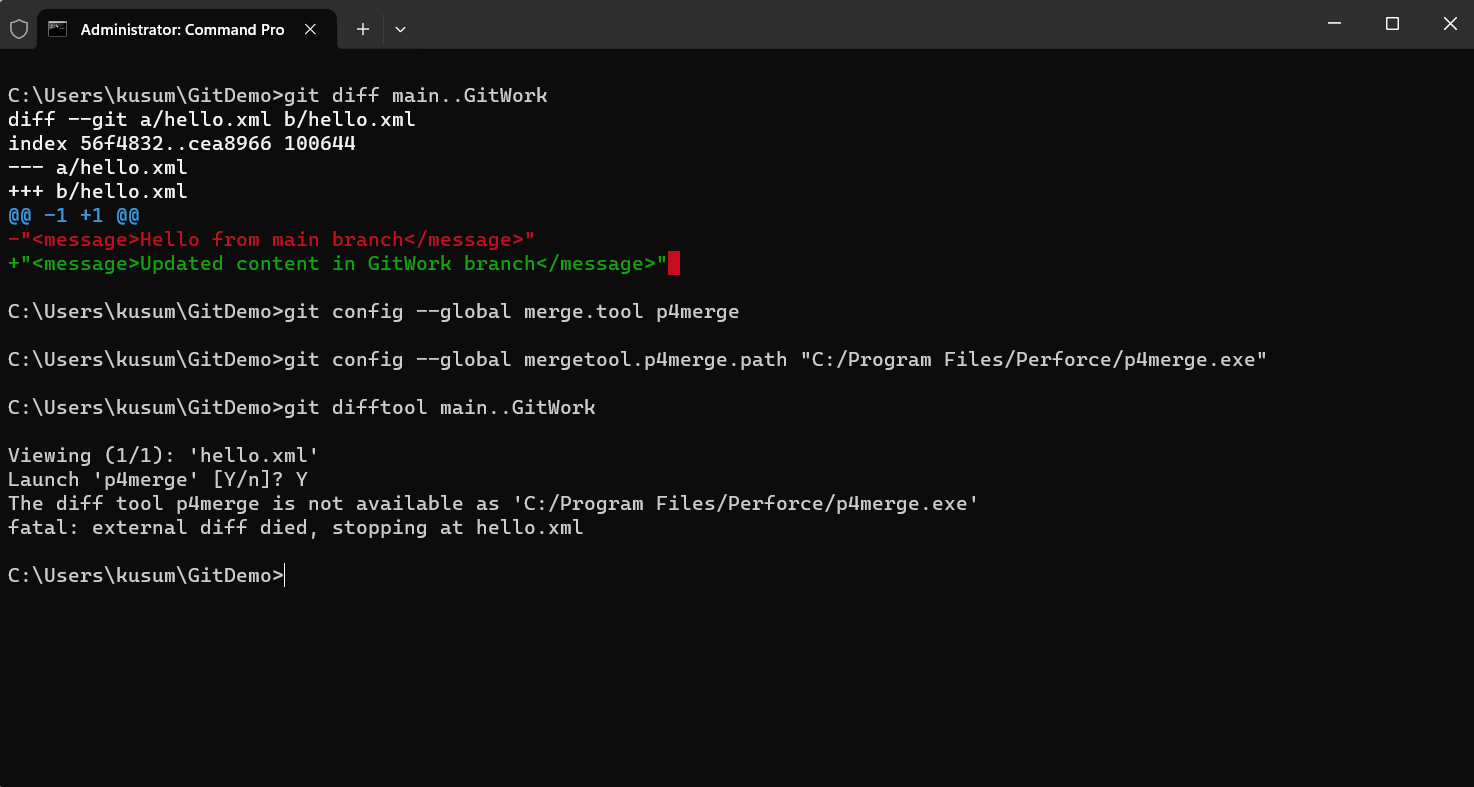 Administrator: Command Pro
C:\Users\kusum\GitDemo>git diff main..GitWork
diff --git a/hello.xml b/hello.xml
index 56f4832..cea8966 100644
--- a/hello.xml
+++ b/hello.xml
@@ -1 +1 @@
-"<message>Hello from main branch</message>"
+"<message>Updated content in GitWork branch</message>"
C:\Users\kusum\GitDemo>git config --global merge.tool p4merge
C:\Users\kusum\GitDemo>git config --global mergetool.p4merge.path "C:/Program Files/Perforce/p4merge.exe"
C:\Users\kusum\GitDemo>git difftool main..GitWork
Viewing (1/1): 'hello.xml'
Launch 'p4merge' [Y/n]? Y
The diff tool p4merge is not available as 'C:/Program Files/Perforce/p4merge.exe'
fatal: external diff died, stopping at hello.xml
C:\Users\kusum\GitDemo>